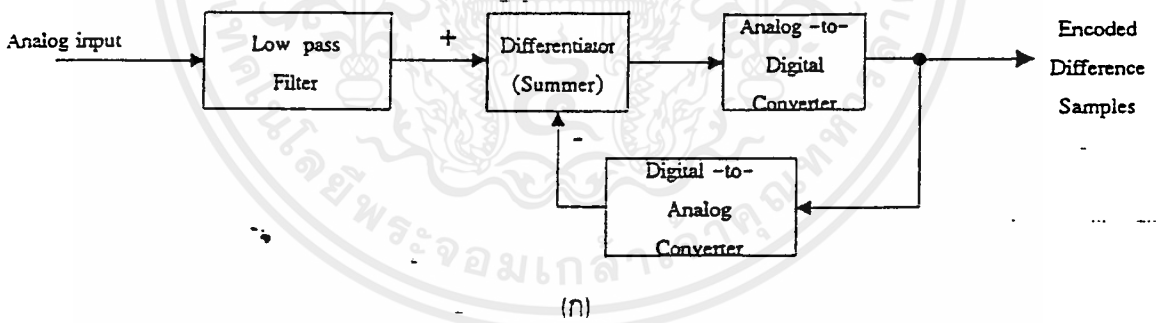 Analog input
Low pass
Filter
+
Differentiator
(Summer)
-
Analog -to-
Digital
Converter
Encoded
Difference
Samples
Digital -to-
Analog
Converter
(ก)